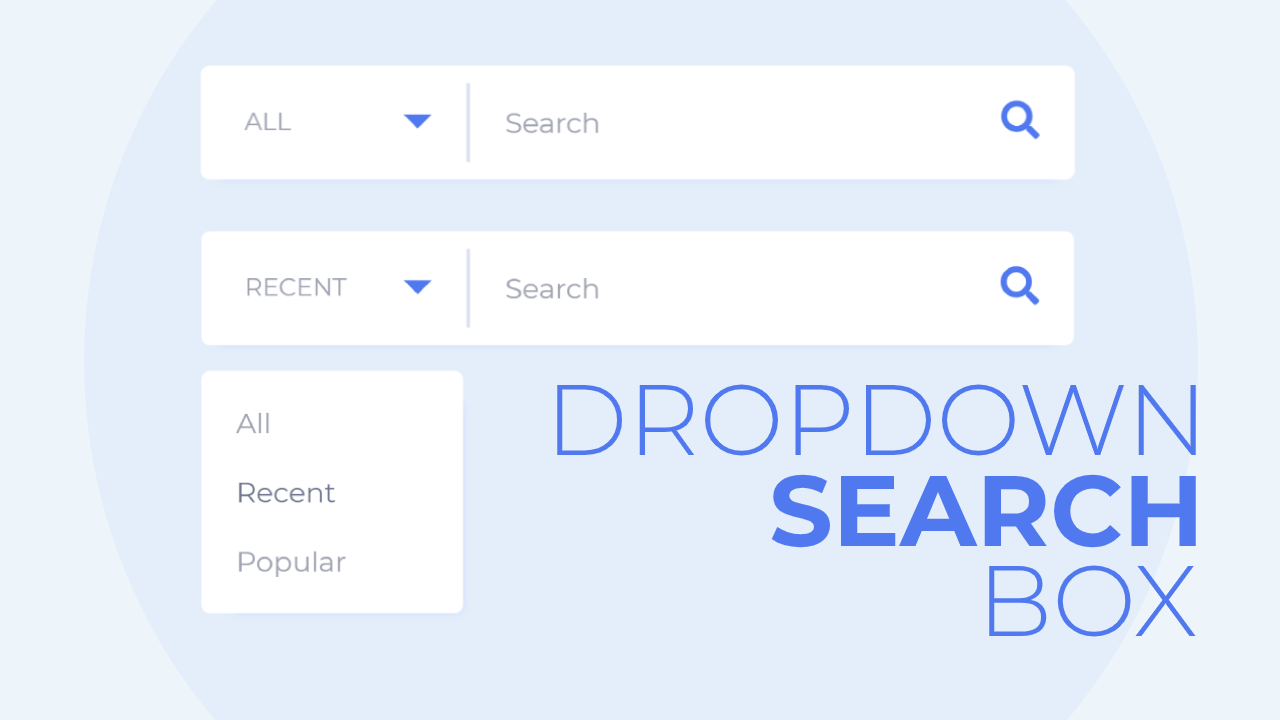 ALL Search
RECENT Search
All
Recent
Popular
DROPDOWN
SEARCH
BOX